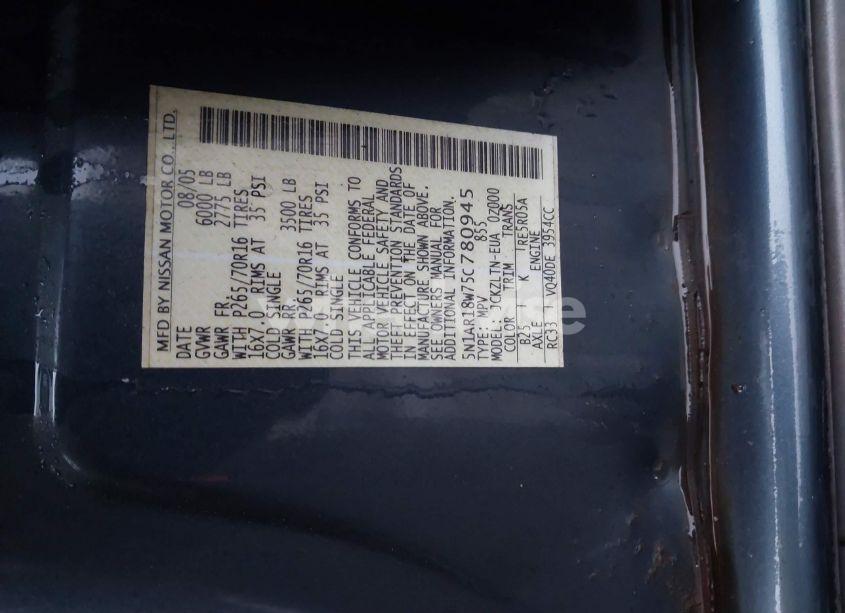 MFD BY NISSAN MOTOR CO., LTD.
DATE 08/05
GVWR 6000 LB
GAWR FR. 2775 LB
WITH P265/70R16 TIRES
16X7.0 RIMS AT 35 PSI
COLD SINGLE
GAWR RR. 3500 LB
WITH P265/70R16 TIRES
16X7.0 RIMS AT 35 PSI
COLD SINGLE
THIS VEHICLE CONFORMS TO
ALL APPLICABLE FEDERAL
MOTOR VEHICLE SAFETY AND
THEFT PREVENTION STANDARDS
IN EFFECT ON THE DATE OF
MANUFACTURE SHOWN ABOVE.
SEE OWNERS MANUAL FOR
ADDITIONAL INFORMATION.
5N1AR18W75C780945
TYPE: MPV 855
MODEL: JCKZLTN-EUA 0Z000
COLOR TRIM TRANS
B25 K RE5R05A
AXLE ENGINE
RC33 VQ40DE 3954CC